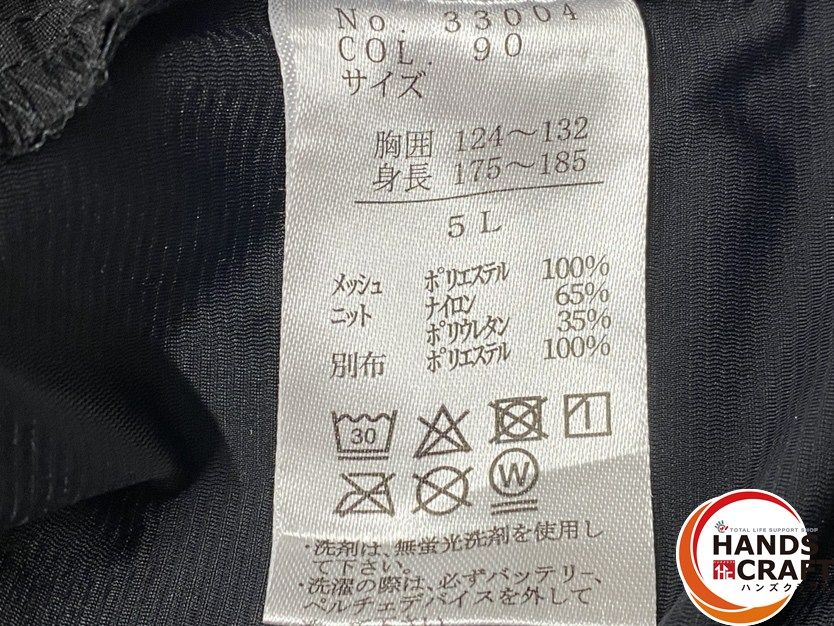 No. 33004
COL. 90
サイズ
胸囲 124～132
身長 175～185
5L
メッシュ ポリエステル 100%
ニット ナイロン 65%
ポリウレタン 35%
別布 ポリエステル 100%
30
W
・洗剤は、無蛍光洗剤を使用し
て下さい。
・洗濯の際は、必ずバッテリー、
ペルチェデバイスを外して
TOTAL LIFE SUPPORT SHOP
HANDS
CRAFT
ハンズク